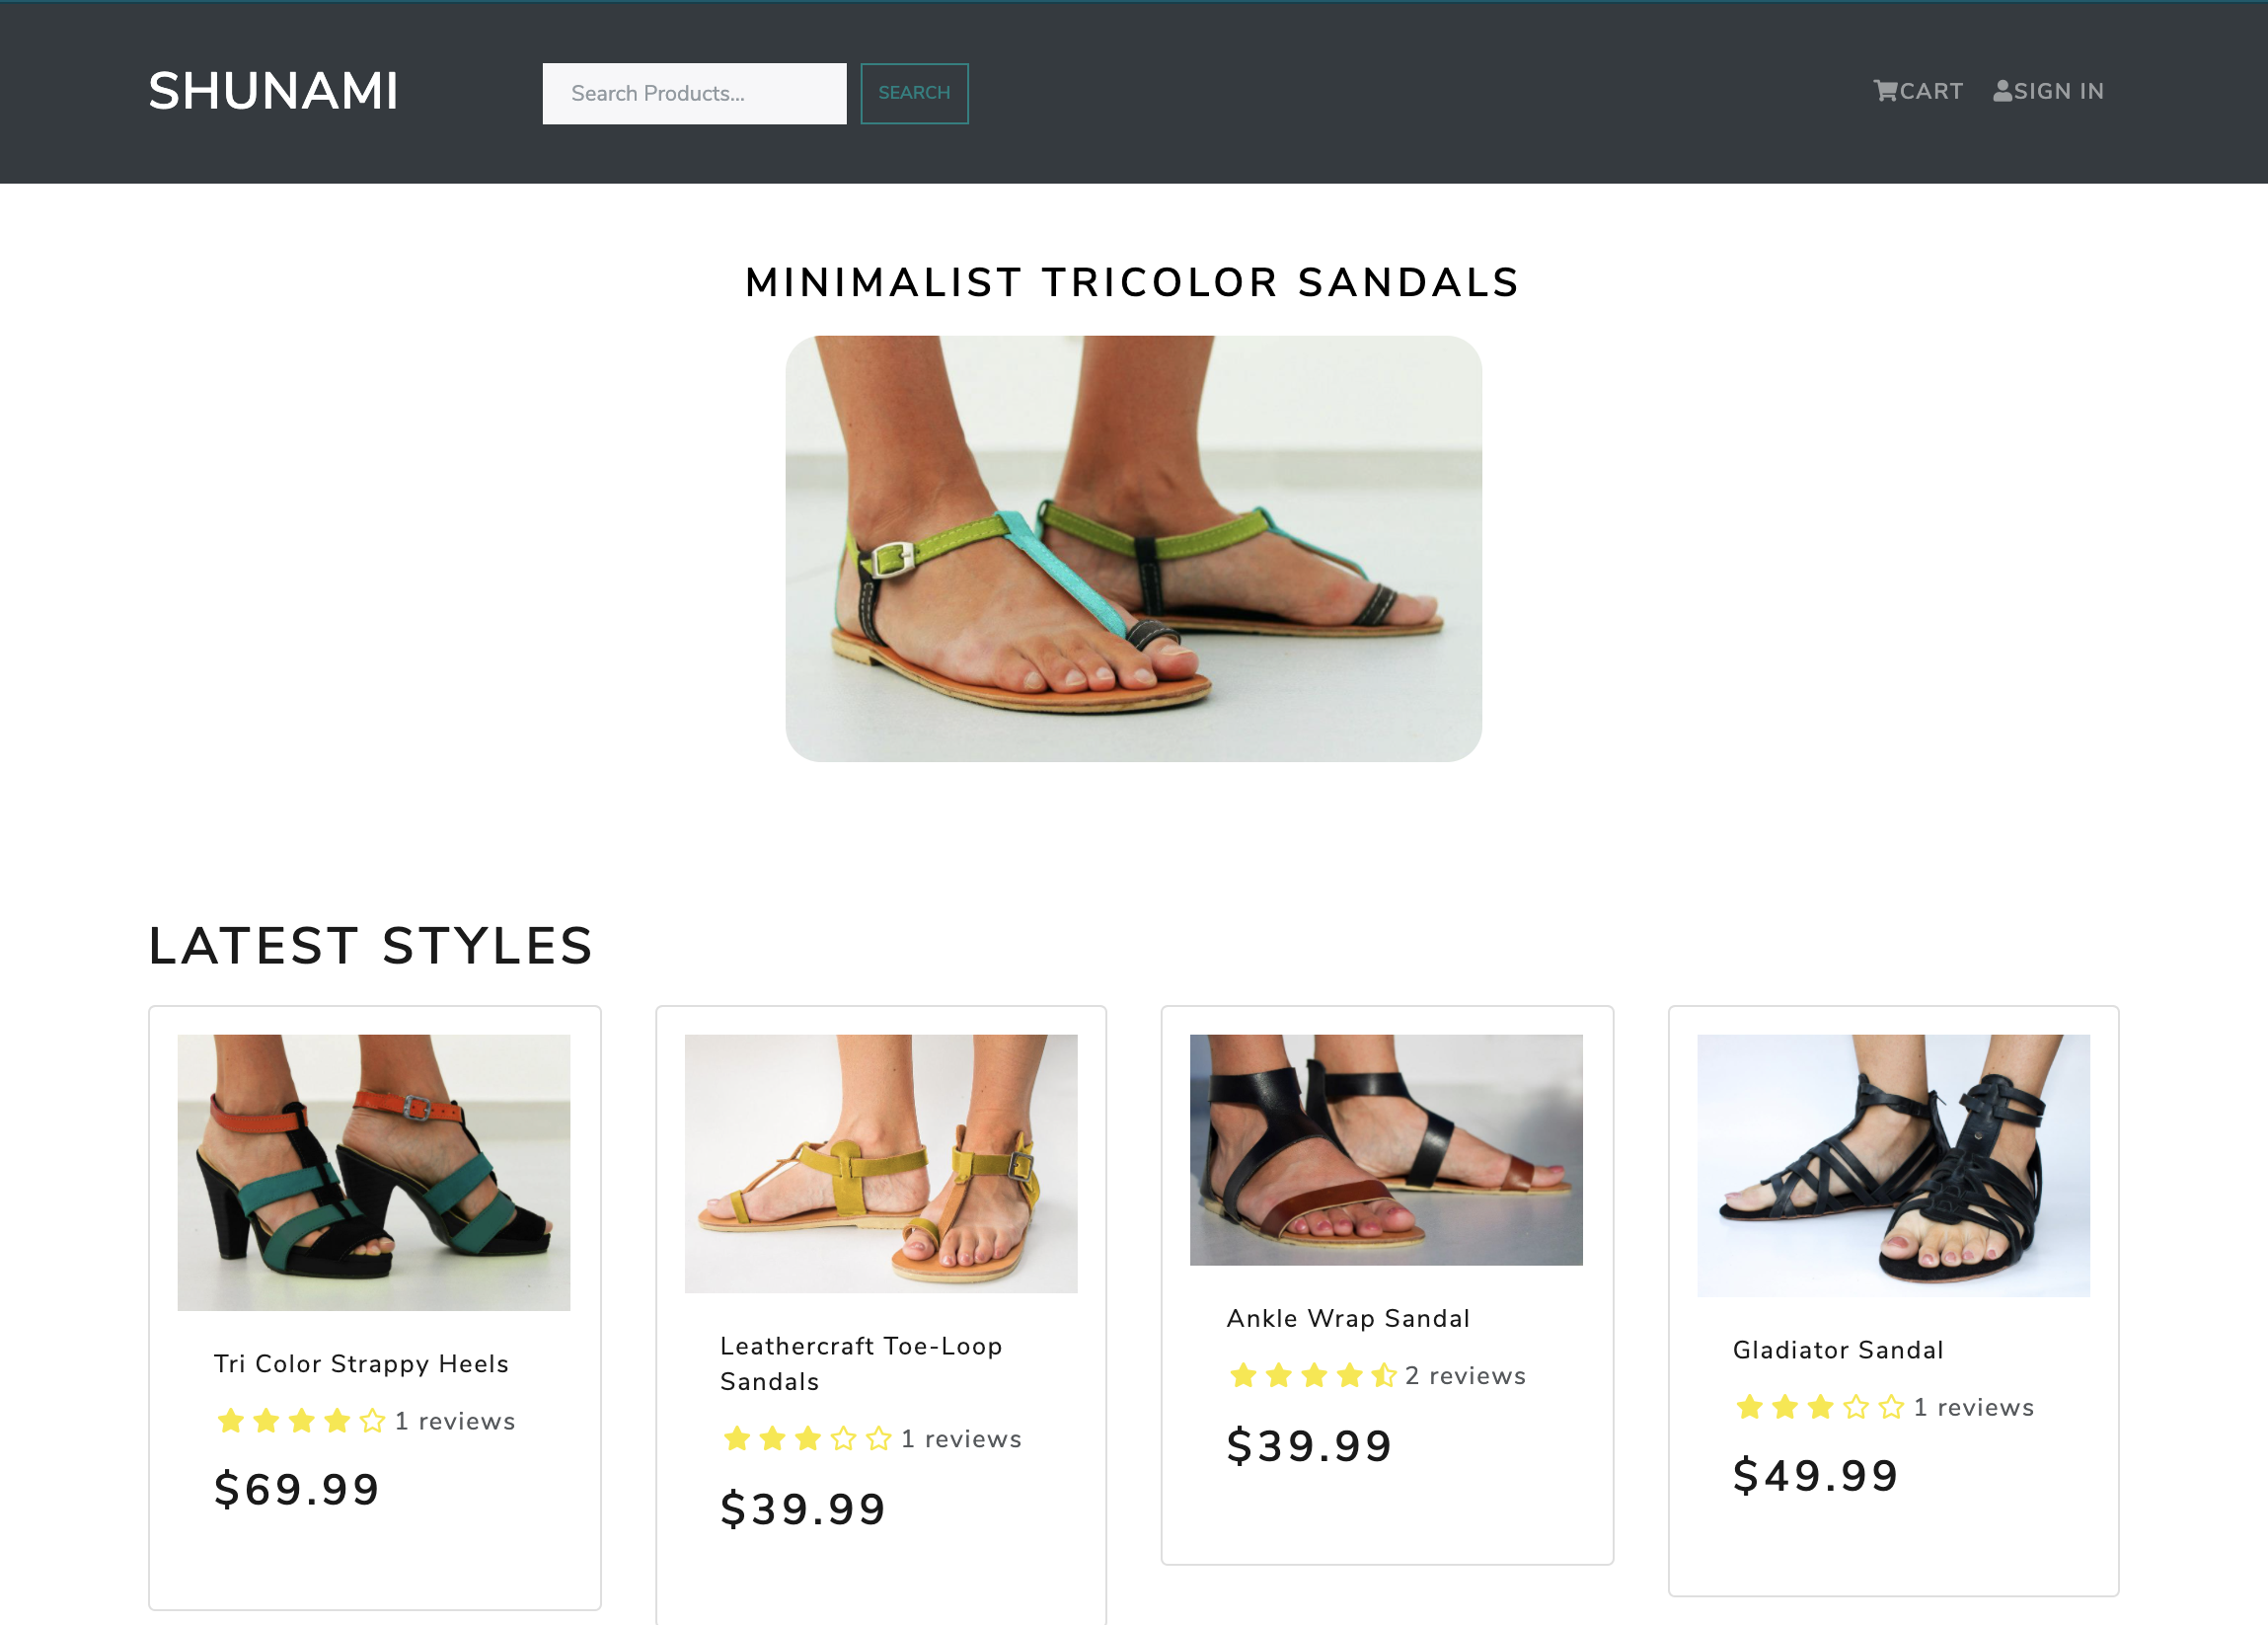 SHUNAMI
Search Products...
SEARCH
CART
SIGN IN
MINIMALIST TRICOLOR SANDALS
LATEST STYLES
Tri Color Strappy Heels
1 reviews
$69.99
Leathercraft Toe-Loop
Sandals
1 reviews
$39.99
Ankle Wrap Sandal
2 reviews
$39.99
Gladiator Sandal
1 reviews
$49.99